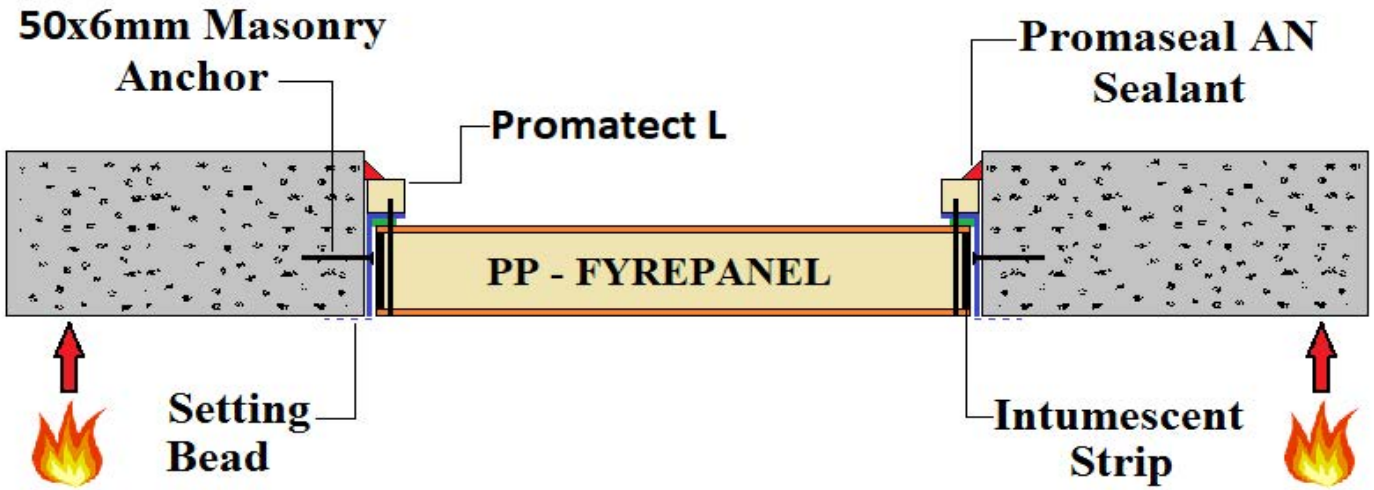 50x6mm Masonry
Anchor
Promaseal AN
Sealant
Promatect L
PP - FYREPANEL
Setting
Bead
Intumescent
Strip